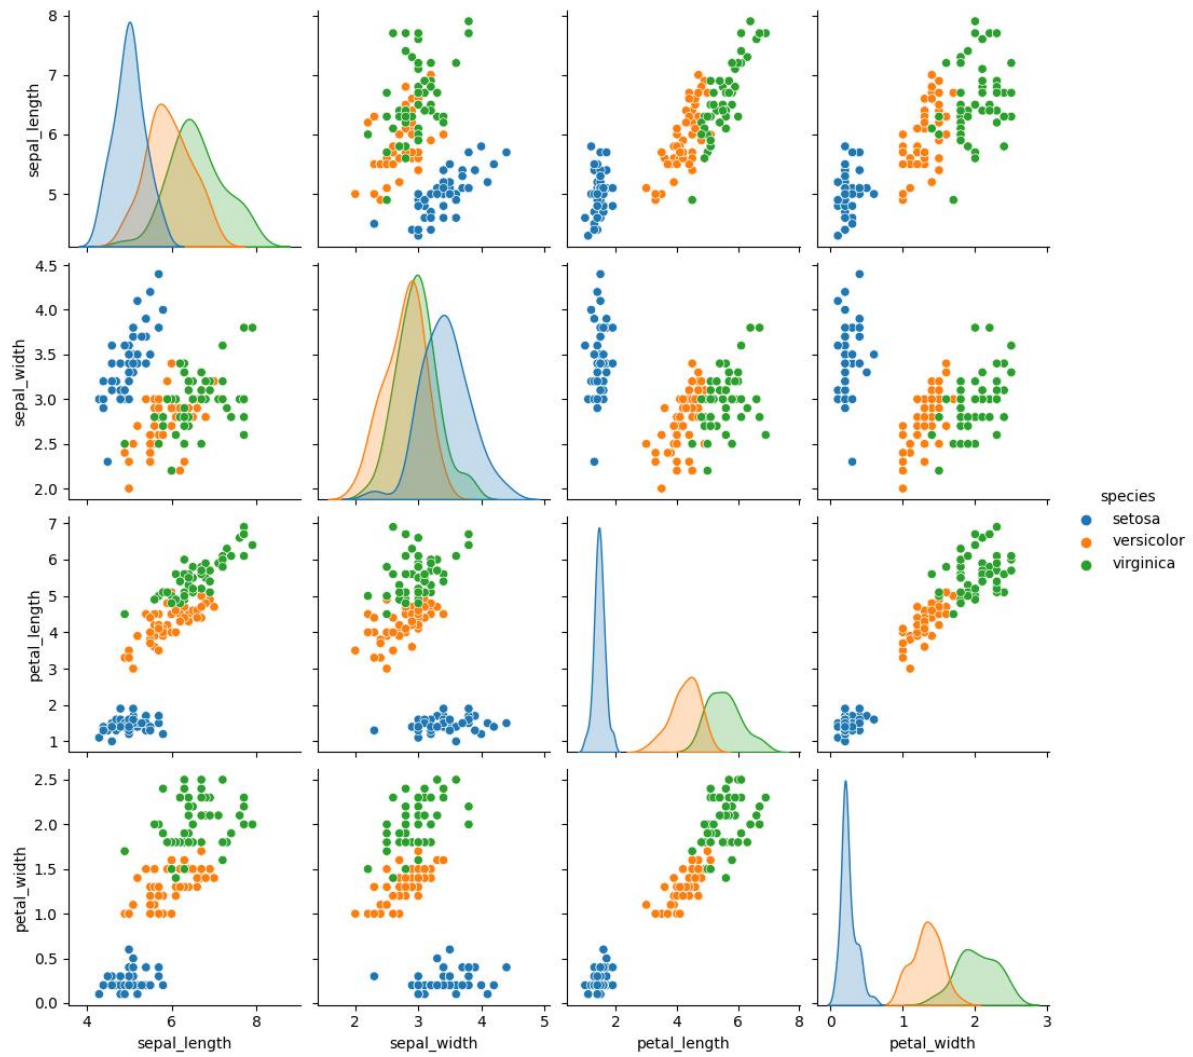 8
7
6
5
sepal_length
4.5
4.0
3.5
3.0
2.5
2.0
sepal_width
species
setosa
versicolor
virginica
7
6
5
4
3
2
1
petal_length
2.5
2.0
1.5
1.0
0.5
0.0
petal_width
4 6 8 2 3 4 5 2 4 6 8 0 1 2 3
sepal_length sepal_width petal_length petal_width